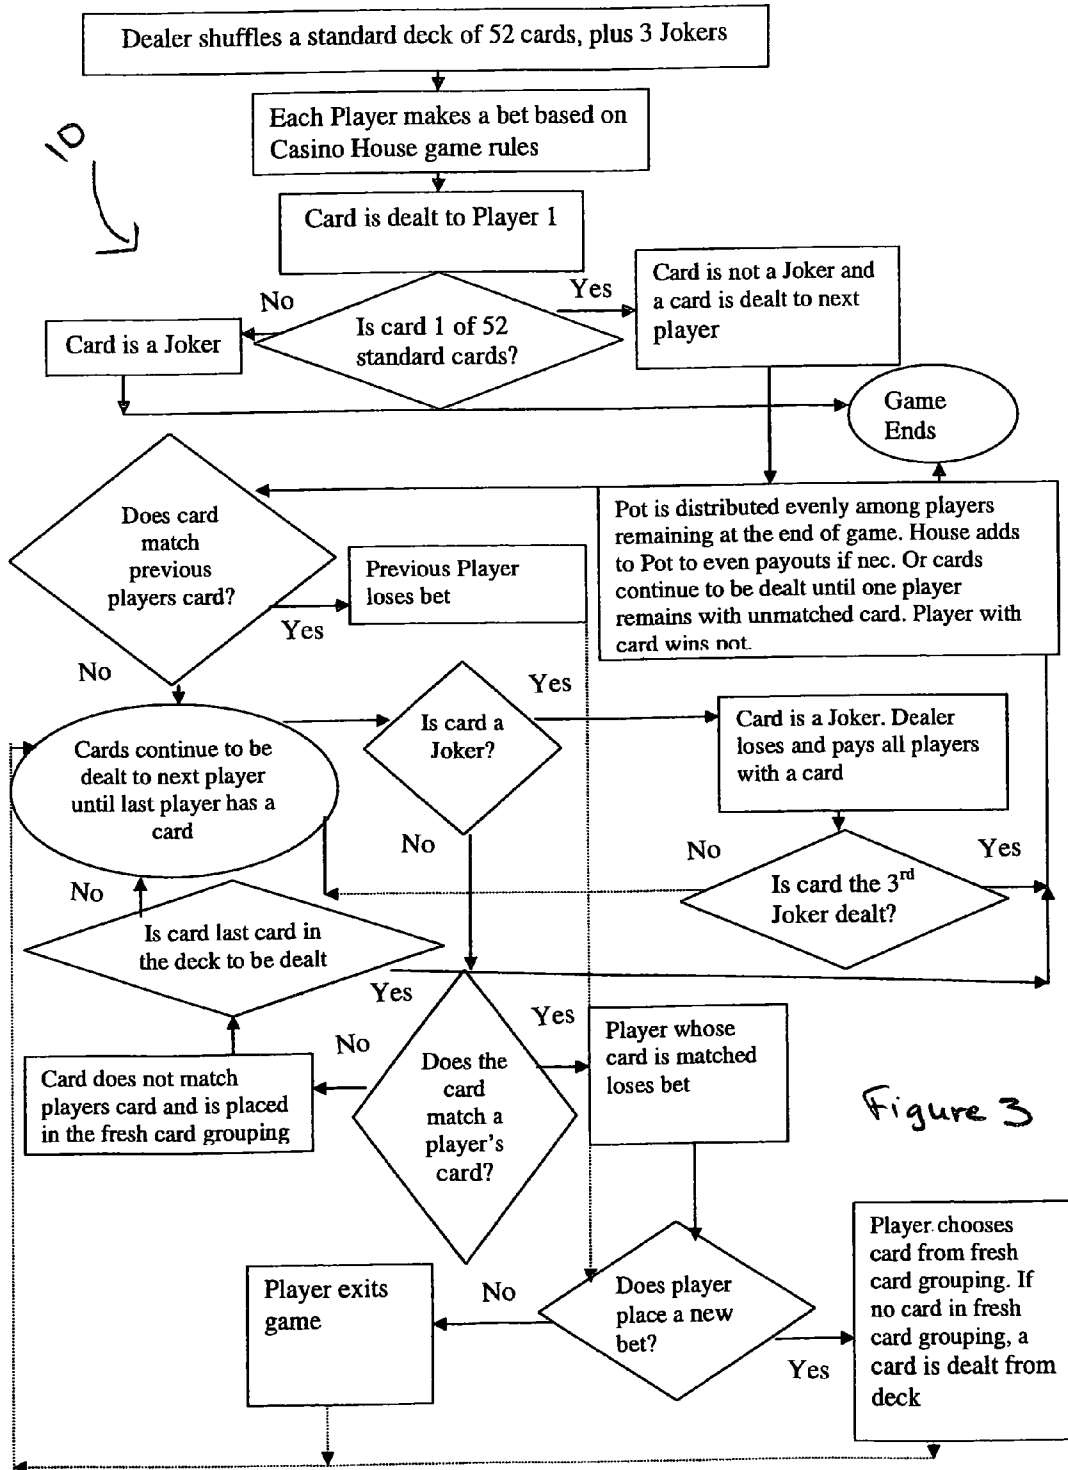 Dealer shuffles a standard deck of 52 cards, plus 3 Jokers
Each Player makes a bet based on
Casino House game rules
10
Card is dealt to Player 1
No
Yes
Is card 1 of 52
standard cards?
Card is not a Joker and
a card is dealt to next
player
Card is a Joker
Game
Ends
Does card
match
previous
players card?
Yes
No
Previous Player
loses bet
Pot is distributed evenly among players
remaining at the end of game. House adds
to Pot to even payouts if nec. Or cards
continue to be dealt until one player
remains with unmatched card. Player with
card wins pot.
Cards continue to be
dealt to next player
until last player has a
card
Is card a
Joker?
Yes
No
Card is a Joker. Dealer
loses and pays all players
with a card
No
Yes
Is card the 3rd
Joker dealt?
No
Is card last card in
the deck to be dealt
Yes
Card does not match
players card and is placed
in the fresh card grouping
No
Yes
Does the
card
match a
player's
card?
Player whose
card is matched
loses bet
Figure 3
Player exits
game
No
Does player
place a new
bet?
Yes
Player chooses
card from fresh
card grouping. If
no card in fresh
card grouping, a
card is dealt from
deck